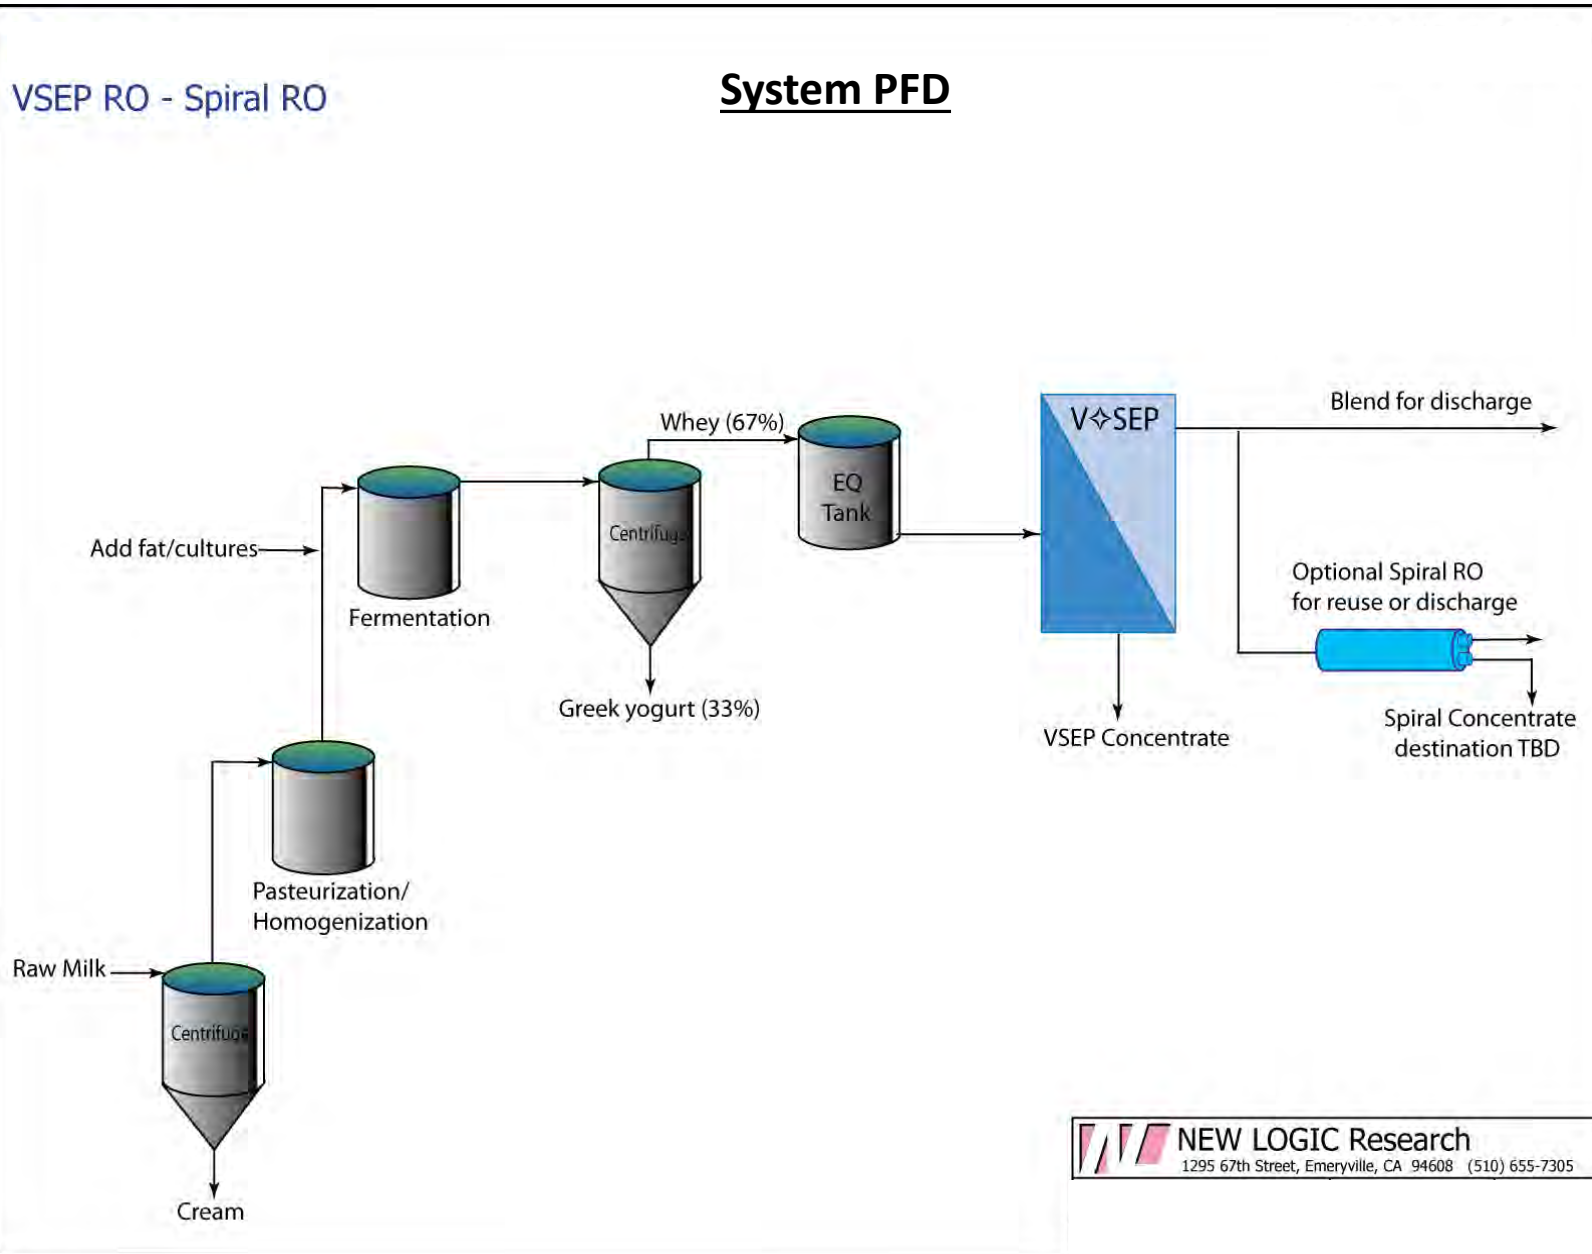 VSEP RO - Spiral RO
System PFD
Blend for discharge
Whey (67%)
V✧SEP
EQ
Tank
Centrifuge
Add fat/cultures
Optional Spiral RO
for reuse or discharge
Fermentation
Greek yogurt (33%)
VSEP Concentrate
Spiral Concentrate
destination TBD
Pasteurization/
Homogenization
Raw Milk
Centrifuge
Cream
NEW LOGIC Research
1295 67th Street, Emeryville, CA 94608 (510) 655-7305